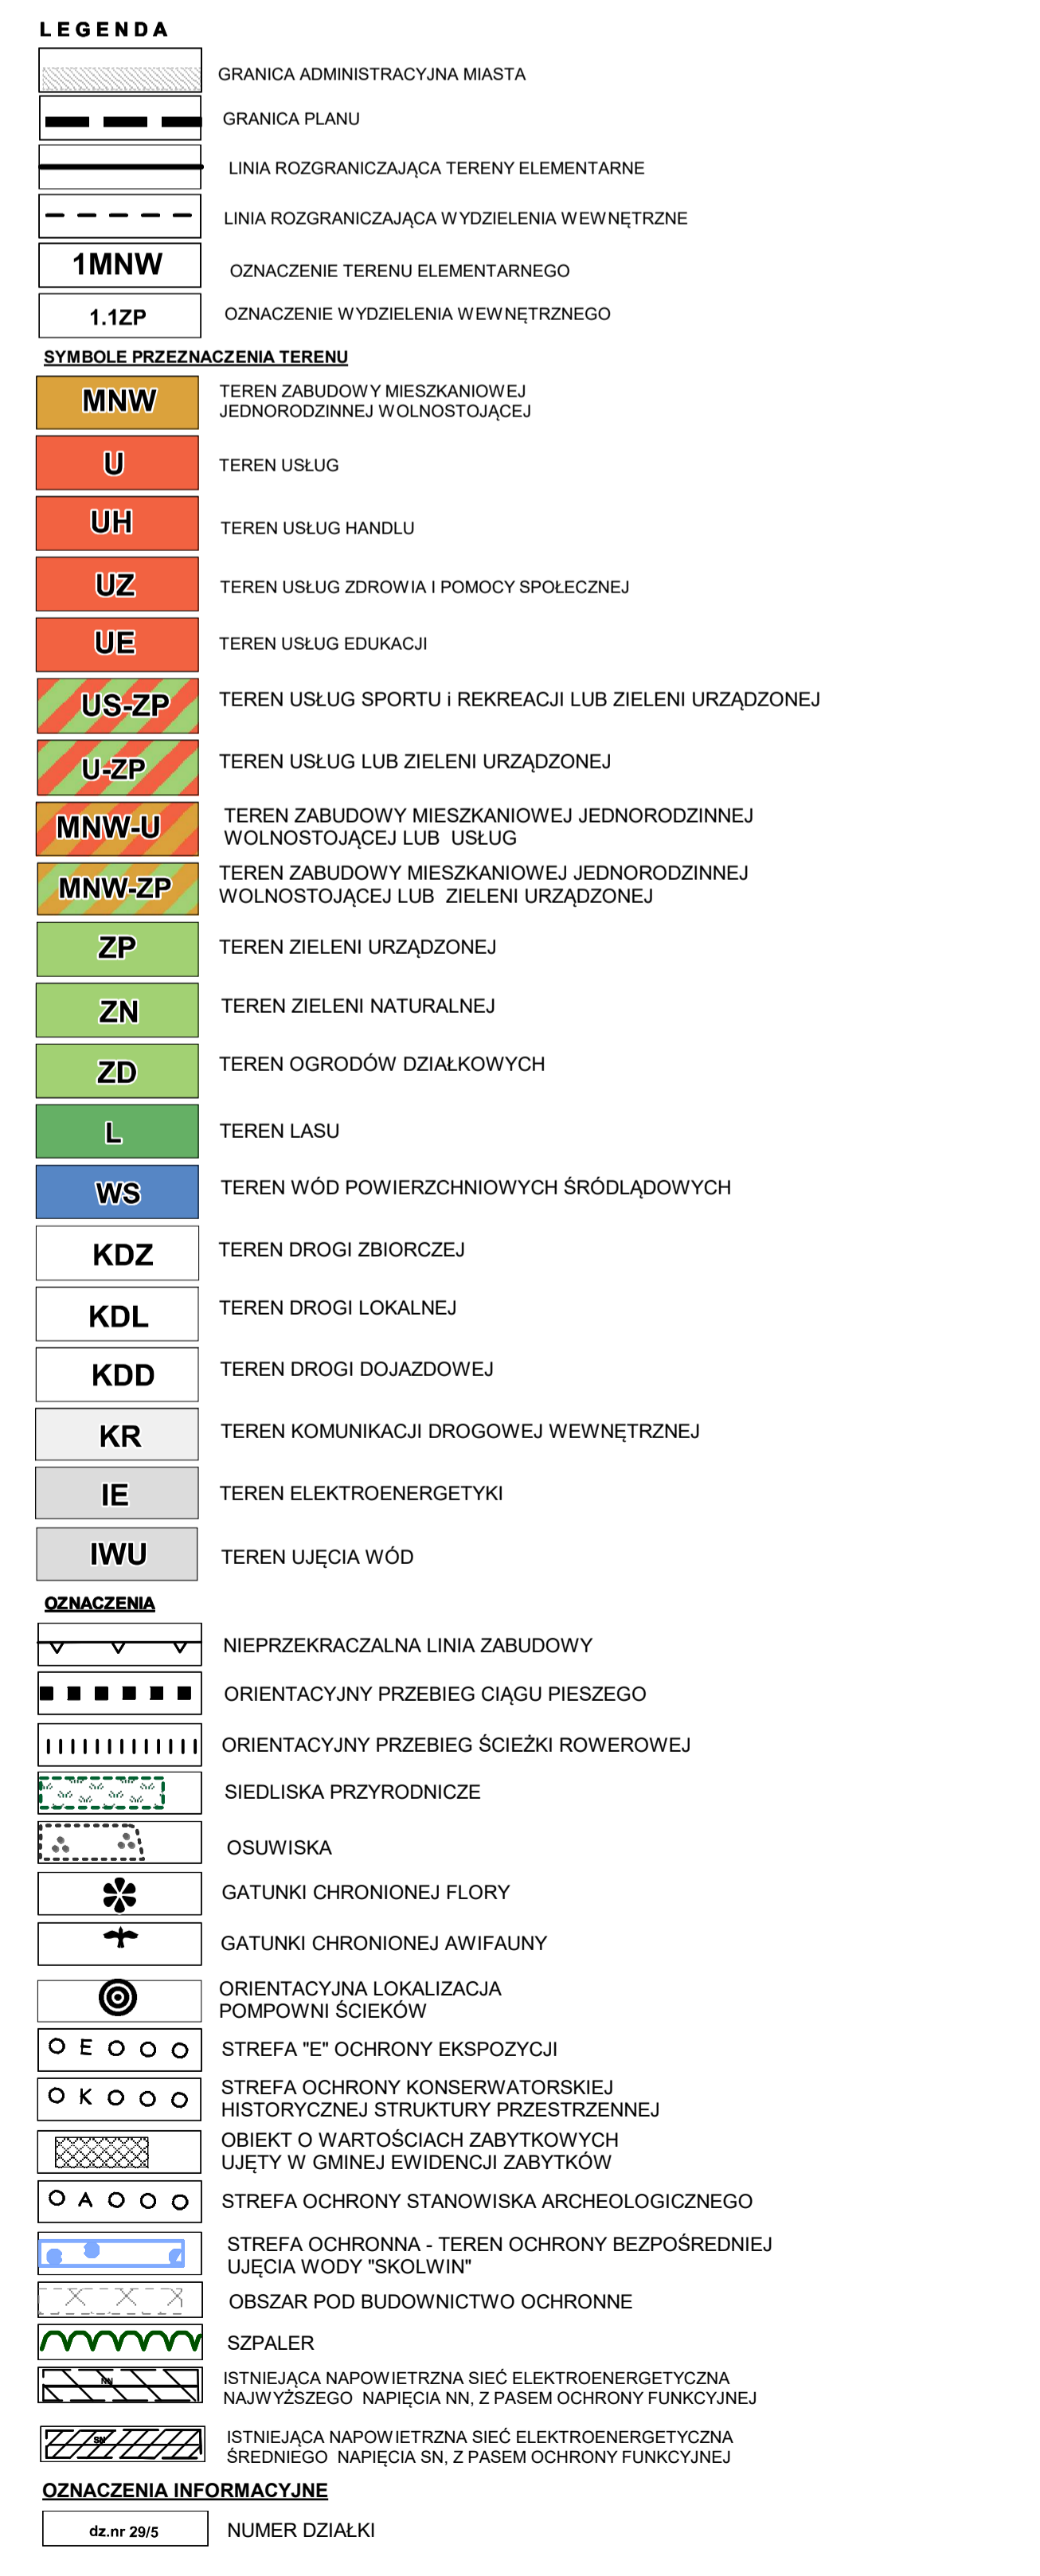 LEGENDA
GRANICA ADMINISTRACYJNA MIASTA
GRANICA PLANU
LINIA ROZGRANICZAJĄCA TERENY ELEMENTARNE
LINIA ROZGRANICZAJĄCA WYDZIELENIA WEWNĘTRZNE
1MNW OZNACZENIE TERENU ELEMENTARNEGO
1.1ZP OZNACZENIE WYDZIELENIA WEWNĘTRZNEGO
SYMBOLE PRZEZNACZENIA TERENU
MNW TEREN ZABUDOWY MIESZKANIOWEJ
JEDNORODZINNEJ WOLNOSTOJĄCEJ
U TEREN USŁUG
UH TEREN USŁUG HANDLU
UZ TEREN USŁUG ZDROWIA I POMOCY SPOŁECZNEJ
UE TEREN USŁUG EDUKACJI
US-ZP TEREN USŁUG SPORTU i REKREACJI LUB ZIELENI URZĄDZONEJ
U-ZP TEREN USŁUG LUB ZIELENI URZĄDZONEJ
MNW-U TEREN ZABUDOWY MIESZKANIOWEJ JEDNORODZINNEJ
WOLNOSTOJĄCEJ LUB USŁUG
MNW-ZP TEREN ZABUDOWY MIESZKANIOWEJ JEDNORODZINNEJ
WOLNOSTOJĄCEJ LUB ZIELENI URZĄDZONEJ
ZP TEREN ZIELENI URZĄDZONEJ
ZN TEREN ZIELENI NATURALNEJ
ZD TEREN OGRODÓW DZIAŁKOWYCH
L TEREN LASU
WS TEREN WÓD POWIERZCHNIOWYCH ŚRÓDLĄDOWYCH
KDZ TEREN DROGI ZBIORCZEJ
KDL TEREN DROGI LOKALNEJ
KDD TEREN DROGI DOJAZDOWEJ
KR TEREN KOMUNIKACJI DROGOWEJ WEWNĘTRZNEJ
IE TEREN ELEKTROENERGETYKI
IWU TEREN UJĘCIA WÓD
OZNACZENIA
NIEPRZEKRACZALNA LINIA ZABUDOWY
ORIENTACYJNY PRZEBIEG CIĄGU PIESZEGO
ORIENTACYJNY PRZEBIEG ŚCIEŻKI ROWEROWEJ
SIEDLISKA PRZYRODNICZE
OSUWISKA
GATUNKI CHRONIONEJ FLORY
GATUNKI CHRONIONEJ AWIFAUNY
ORIENTACYJNA LOKALIZACJA
POMPOWNI ŚCIEKÓW
E STREFA "E" OCHRONY EKSPOZYCJI
K STREFA OCHRONY KONSERWATORSKIEJ
HISTORYCZNEJ STRUKTURY PRZESTRZENNEJ
OBIEKT O WARTOŚCIACH ZABYTKOWYCH
UJĘTY W GMINEJ EWIDENCJI ZABYTKÓW
A STREFA OCHRONY STANOWISKA ARCHEOLOGICZNEGO
STREFA OCHRONNA - TEREN OCHRONY BEZPOŚREDNIEJ
UJĘCIA WODY "SKOLWIN"
OBSZAR POD BUDOWNICTWO OCHRONNE
SZPALER
NN ISTNIEJĄCA NAPOWIETRZNA SIEĆ ELEKTROENERGETYCZNA
NAJWYŻSZEGO NAPIĘCIA NN, Z PASEM OCHRONY FUNKCYJNEJ
SN ISTNIEJĄCA NAPOWIETRZNA SIEĆ ELEKTROENERGETYCZNA
ŚREDNIEGO NAPIĘCIA SN, Z PASEM OCHRONY FUNKCYJNEJ
OZNACZENIA INFORMACYJNE
dz.nr 29/5 NUMER DZIAŁKI